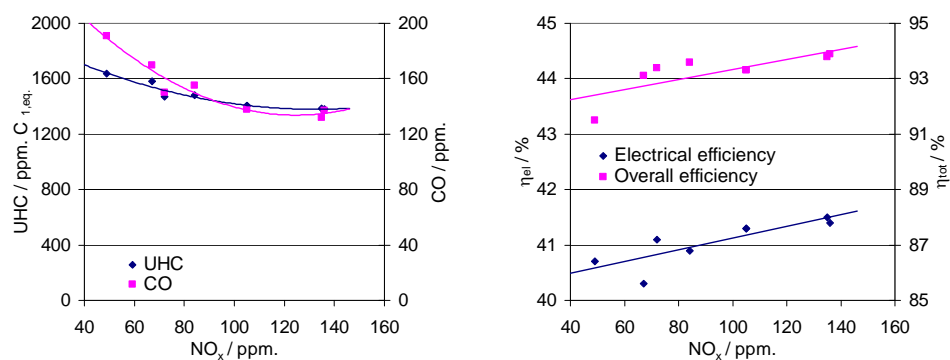 2000
1600
1200
800
400
0
UHC / ppm. C 1,eq.
200
160
120
80
40
0
CO / ppm.
UHC
CO
40 60 80 100 120 140 160
NOx / ppm.
45
44
43
42
41
40
ηel / %
95
93
91
89
87
85
ηtot / %
Electrical efficiency
Overall efficiency
40 60 80 100 120 140 160
NOx / ppm.